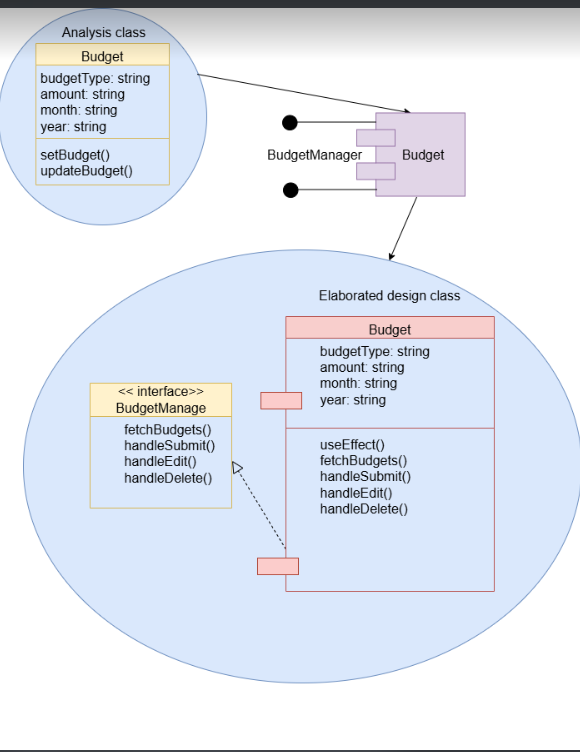 Analysis class
Budget
budgetType: string
amount: string
month: string
year: string
setBudget()
updateBudget()
BudgetManager
Budget
Elaborated design class
Budget
budgetType: string
amount: string
month: string
year: string
useEffect()
fetchBudgets()
handleSubmit()
handleEdit()
handleDelete()
<< interface>>
BudgetManage
fetchBudgets()
handleSubmit()
handleEdit()
handleDelete()